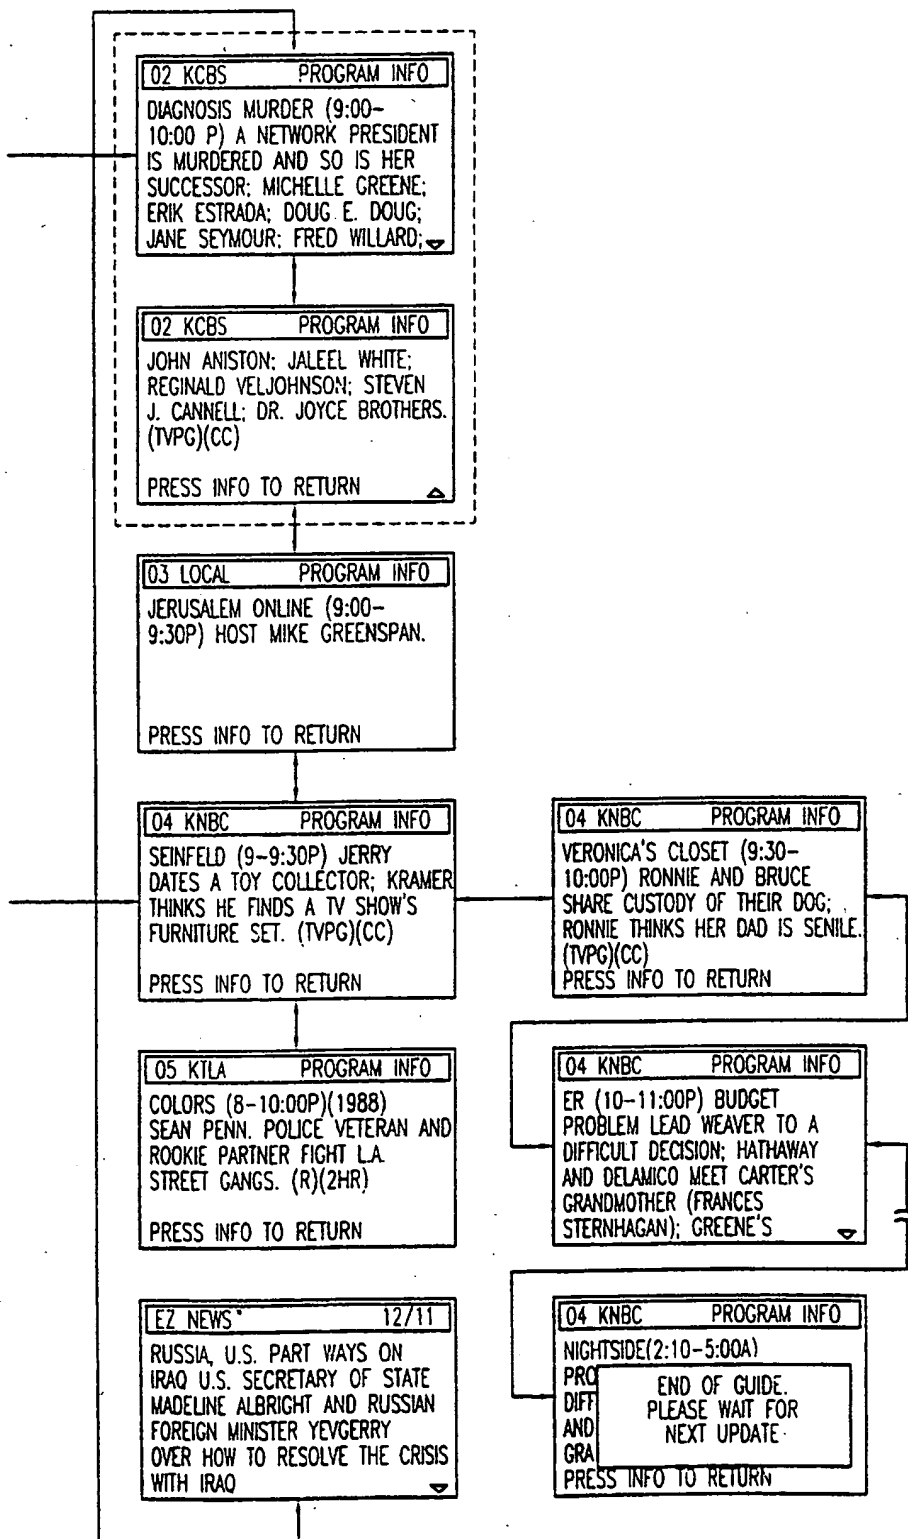 02 KCBS PROGRAM INFO
DIAGNOSIS MURDER (9:00-
10:00 P) A NETWORK PRESIDENT
IS MURDERED AND SO IS HER
SUCCESSOR: MICHELLE GREENE;
ERIK ESTRADA; DOUG E. DOUG;
JANE SEYMOUR; FRED WILLARD;
02 KCBS PROGRAM INFO
JOHN ANISTON; JALEEL WHITE;
REGINALD VELJOHNSON; STEVEN
J. CANNELL; DR. JOYCE BROTHERS.
(TVPG)(CC)
PRESS INFO TO RETURN
03 LOCAL PROGRAM INFO
JERUSALEM ONLINE (9:00-
9:30P) HOST MIKE GREENSPAN.
PRESS INFO TO RETURN
04 KNBC PROGRAM INFO
SEINFELD (9-9:30P) JERRY
DATES A TOY COLLECTOR; KRAMER
THINKS HE FINDS A TV SHOW'S
FURNITURE SET. (TVPG)(CC)
PRESS INFO TO RETURN
04 KNBC PROGRAM INFO
VERONICA'S CLOSET (9:30-
10:00P) RONNIE AND BRUCE
SHARE CUSTODY OF THEIR DOG;
RONNIE THINKS HER DAD IS SENILE.
(TVPG)(CC)
PRESS INFO TO RETURN
05 KTLA PROGRAM INFO
COLORS (8-10:00P)(1988)
SEAN PENN. POLICE VETERAN AND
ROOKIE PARTNER FIGHT L.A.
STREET GANGS. (R)(2HR)
PRESS INFO TO RETURN
04 KNBC PROGRAM INFO
ER (10-11:00P) BUDGET
PROBLEM LEAD WEAVER TO A
DIFFICULT DECISION; HATHAWAY
AND DELAMICO MEET CARTER'S
GRANDMOTHER (FRANCES
STERNHAGAN); GREENE'S
EZ NEWS 12/11
RUSSIA, U.S. PART WAYS ON
IRAQ U.S. SECRETARY OF STATE
MADELINE ALBRIGHT AND RUSSIAN
FOREIGN MINISTER YEVGERRY
OVER HOW TO RESOLVE THE CRISIS
WITH IRAQ
04 KNBC PROGRAM INFO
NIGHTSIDE(2:10-5:00A)
PRO
DIFF
AND
GRA
END OF GUIDE.
PLEASE WAIT FOR
NEXT UPDATE
PRESS INFO TO RETURN